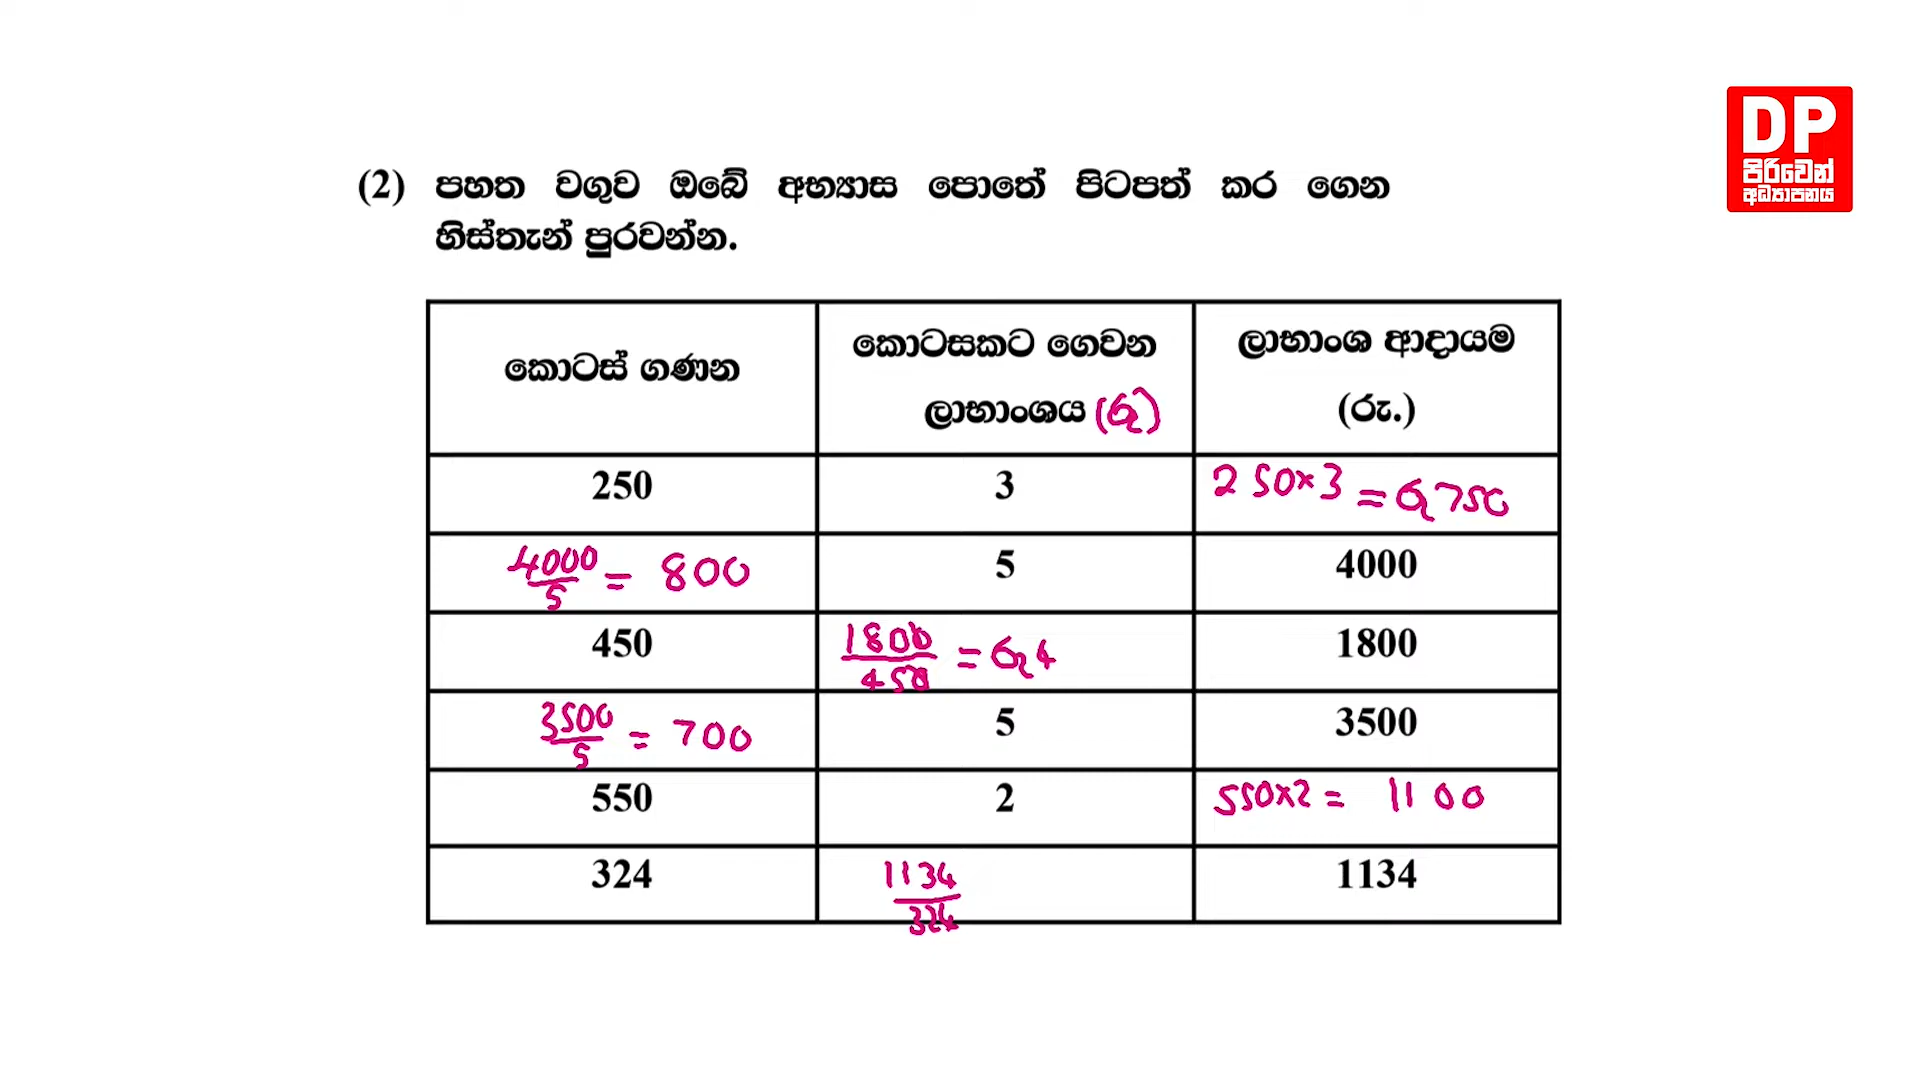 DP
පිරිවෙන්
අධ්‍යාපනය
(2) පහත වගුව ඔබේ අභ්‍යාස පොතේ පිටපත් කර ගෙන
හිස්තැන් පුරවන්න.
කොටස් ගණන
කොටසකට ගෙවන
ලාභාංශය (රු)
ලාභාංශ ආදායම
(රු.)
250 3 250×3 = රු 750
4000/5 = 800 5 4000
450 1800/450 = රු 4 1800
3500/5 = 700 5 3500
550 2 550×2 = 1100
324 1134/324 1134